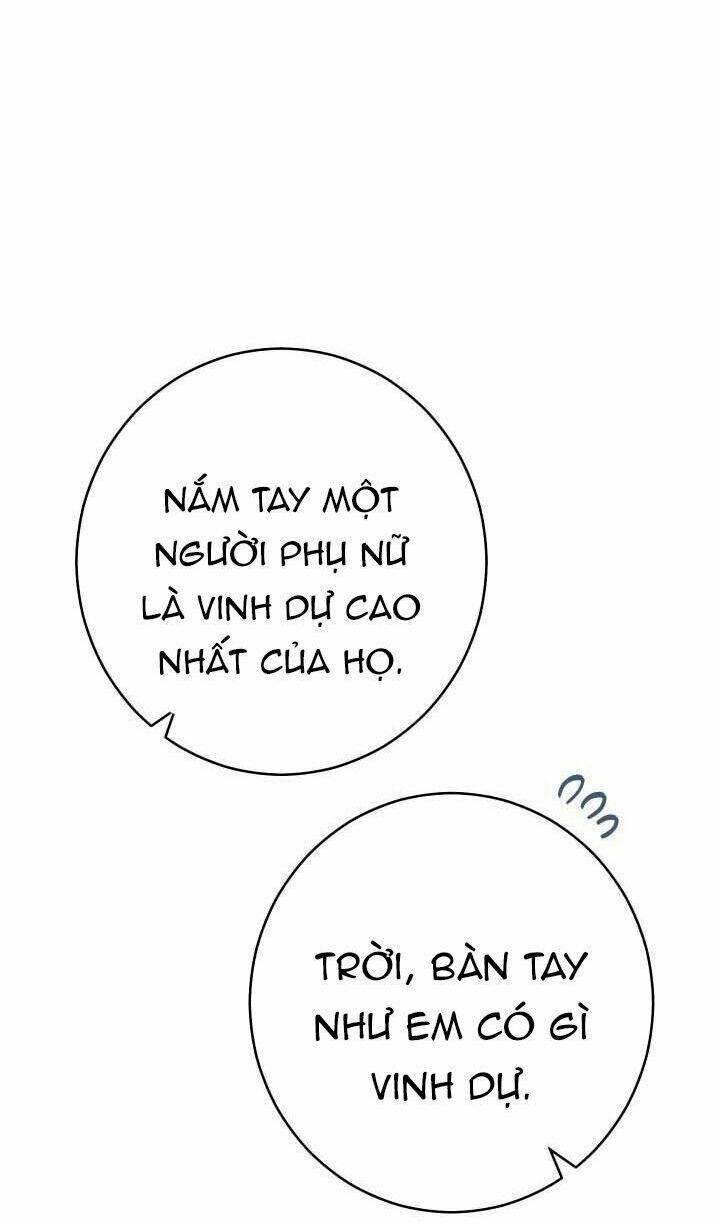 NẮM TAY MỘT
NGƯỜI PHỤ NỮ
LÀ VINH DỰ CAO
NHẤT CỦA HỌ.
TRỜI, BÀN TAY
NHƯ EM CÓ GÌ
VINH DỰ.